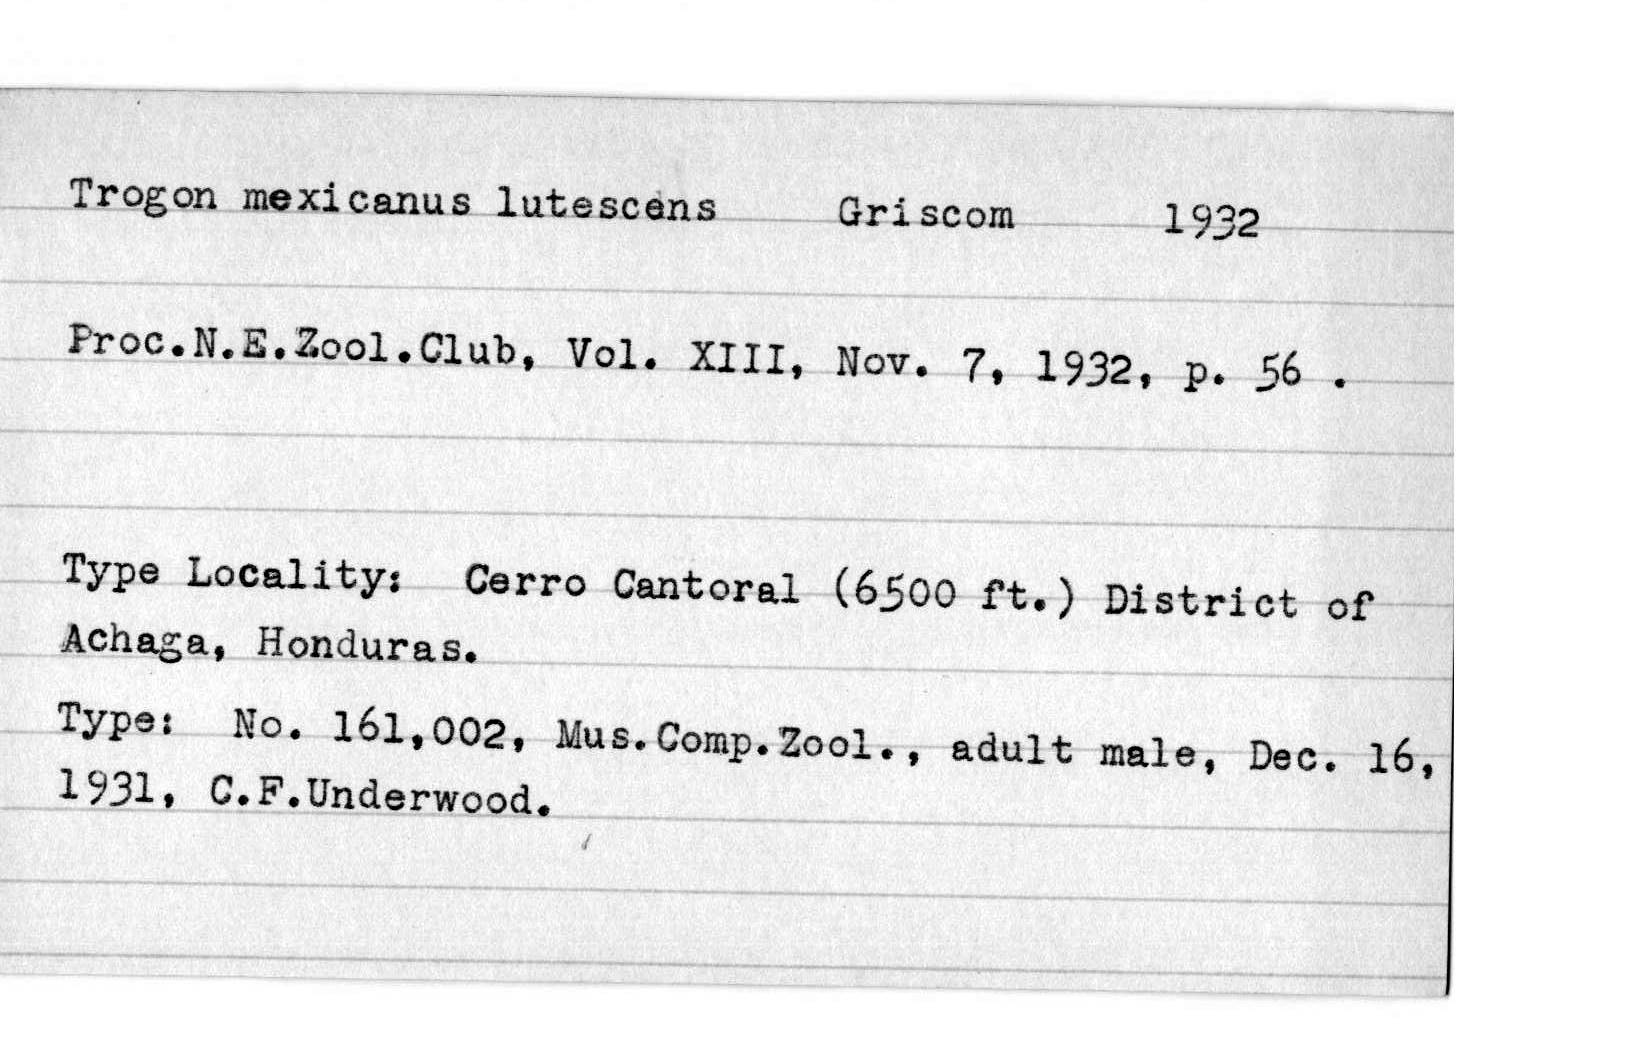 Trogon mexicanus lutescens Griscom 1932
Proc.N.E.Zool.Club, Vol. XIII, Nov. 7, 1932, p. 56 .
Type Locality: Cerro Cantoral (6500 ft.) District of
Achaga, Honduras.
Type: No. 161,002, Mus.Comp.Zool., adult male, Dec. 16,
1931, C.F.Underwood.